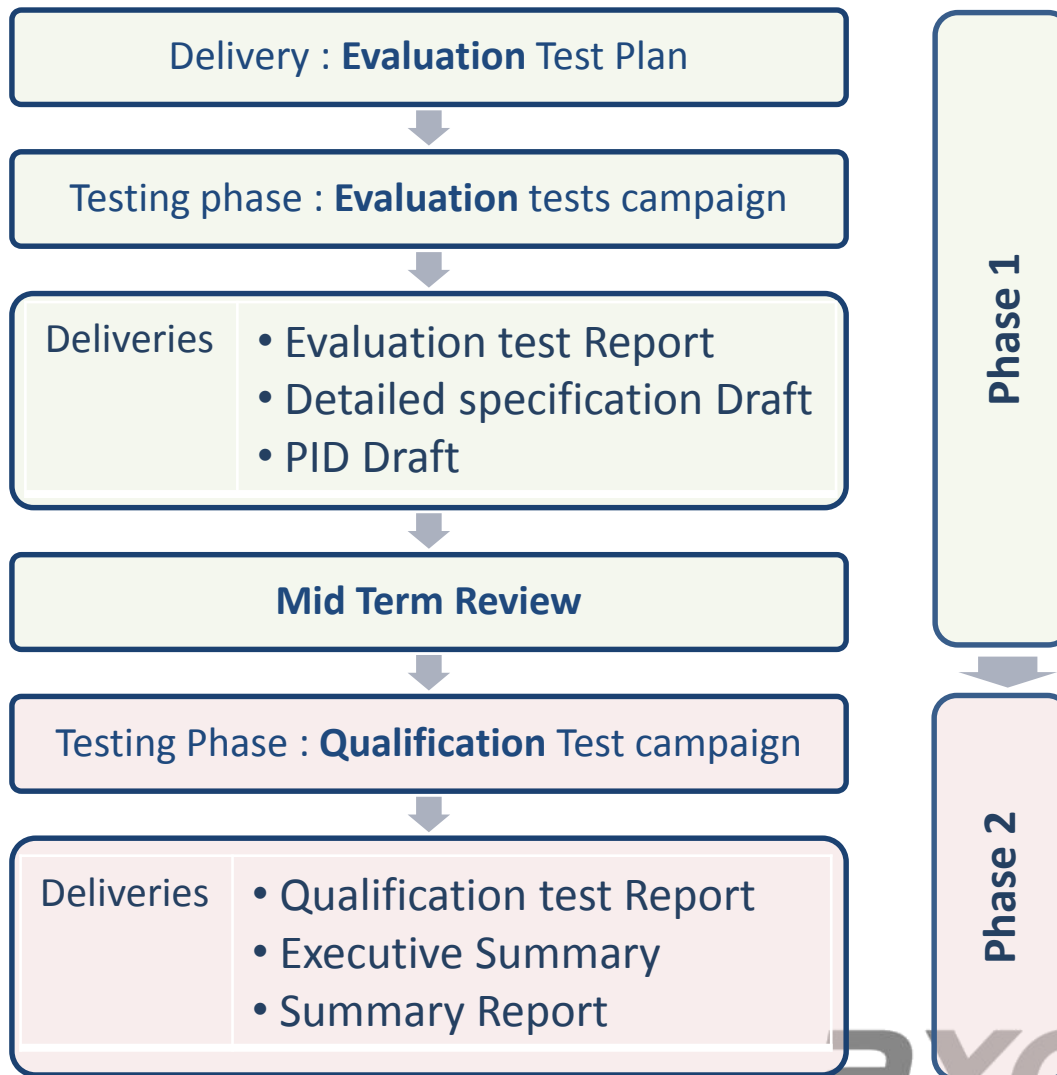 Delivery : Evaluation Test Plan
Testing phase : Evaluation tests campaign
Deliveries
• Evaluation test Report
• Detailed specification Draft
• PID Draft
Mid Term Review
Phase 1
Testing Phase : Qualification Test campaign
Deliveries
• Qualification test Report
• Executive Summary
• Summary Report
Phase 2